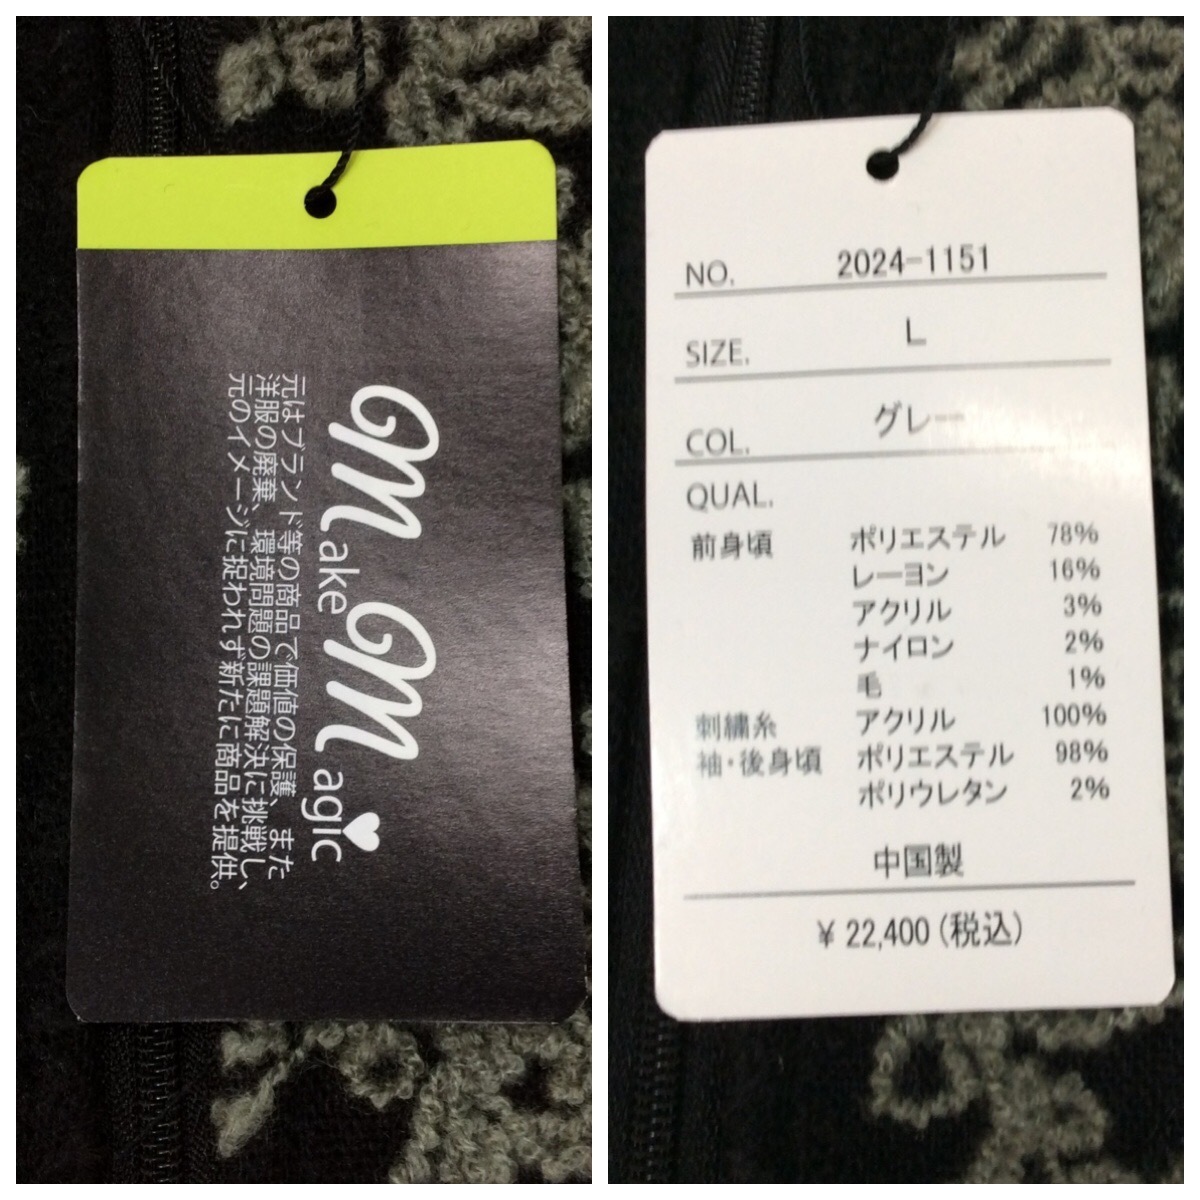 Make Magic
元はブランド等の商品で価値の保護、また
洋服の廃棄、環境問題の課題解決に挑戦し、
元のイメージに捉われず新たに商品を提供。
NO. 2024-1151
SIZE. L
COL. グレー
QUAL.
前身頃 ポリエステル 78%
レーヨン 16%
アクリル 3%
ナイロン 2%
毛 1%
刺繍糸 アクリル 100%
袖・後身頃 ポリエステル 98%
ポリウレタン 2%
中国製
¥ 22,400 (税込)